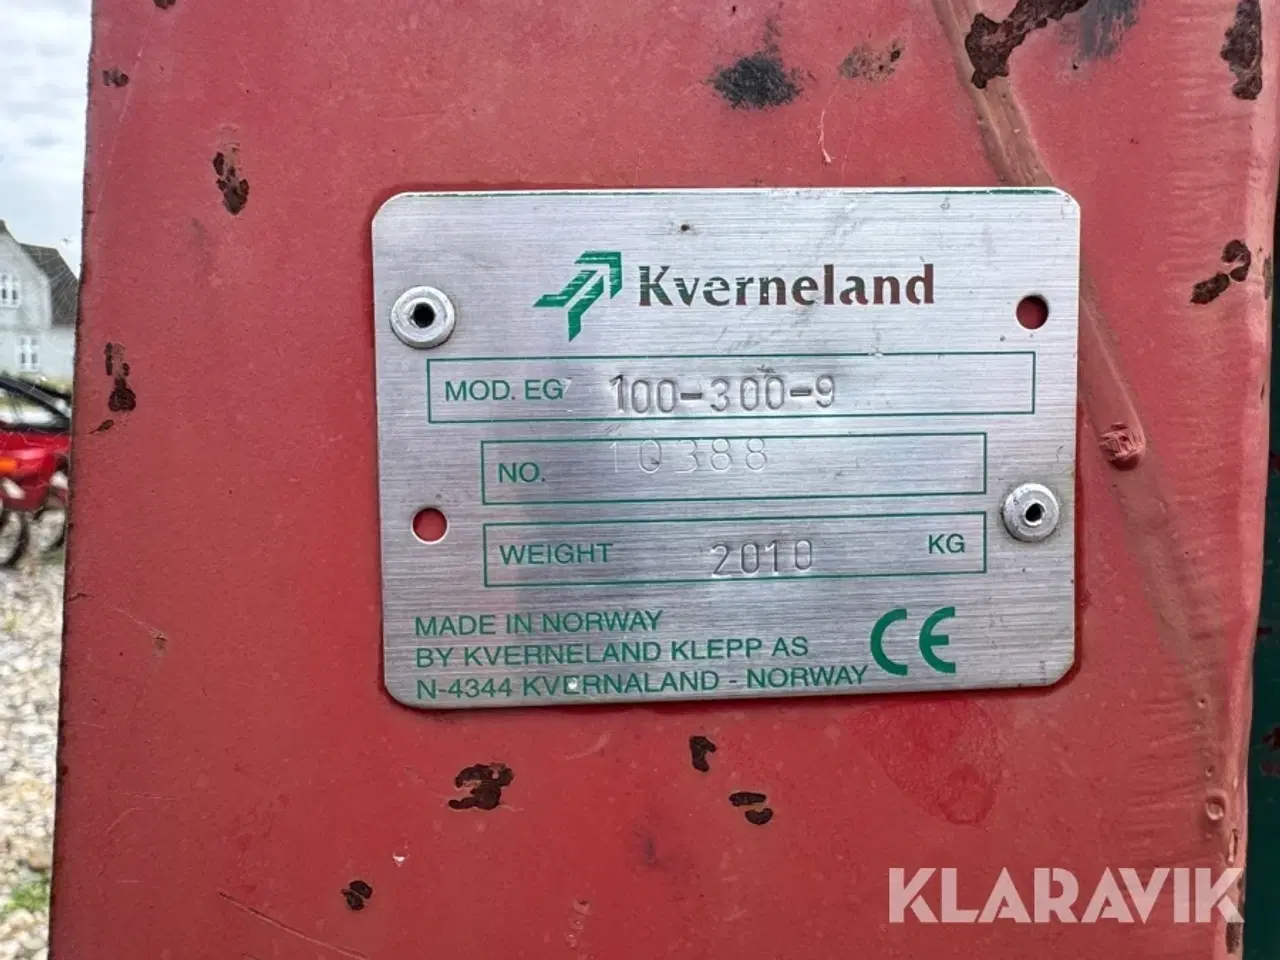 Kverneland
MOD. EG 100-300-9
NO. 10388
WEIGHT 2010 KG
MADE IN NORWAY
BY KVERNELAND KLEPP AS
N-4344 KVERNALAND - NORWAY
CE
KLARAVIK